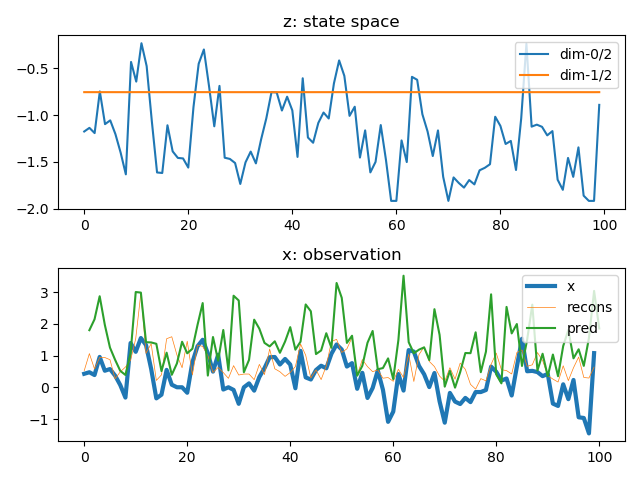 z: state space
dim-0/2
dim-1/2
−0.5
−1.0
−1.5
−2.0
0 20 40 60 80 100
x: observation
x
recons
pred
3
2
1
0
−1
0 20 40 60 80 100